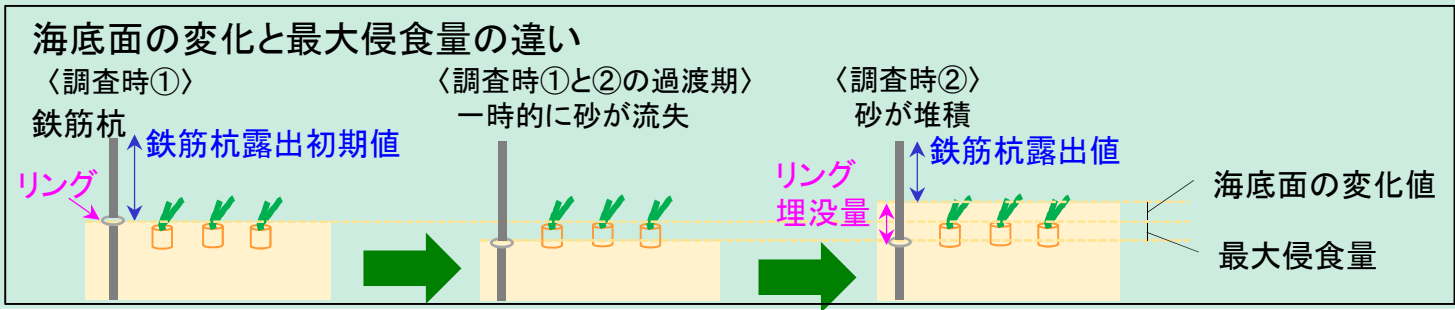 海底面の変化と最大侵食量の違い
〈調査時①〉
鉄筋杭
鉄筋杭露出初期値
リング
〈調査時①と②の過渡期〉
一時的に砂が流失
〈調査時②〉
砂が堆積
鉄筋杭露出値
リング
埋没量
海底面の変化値
最大侵食量